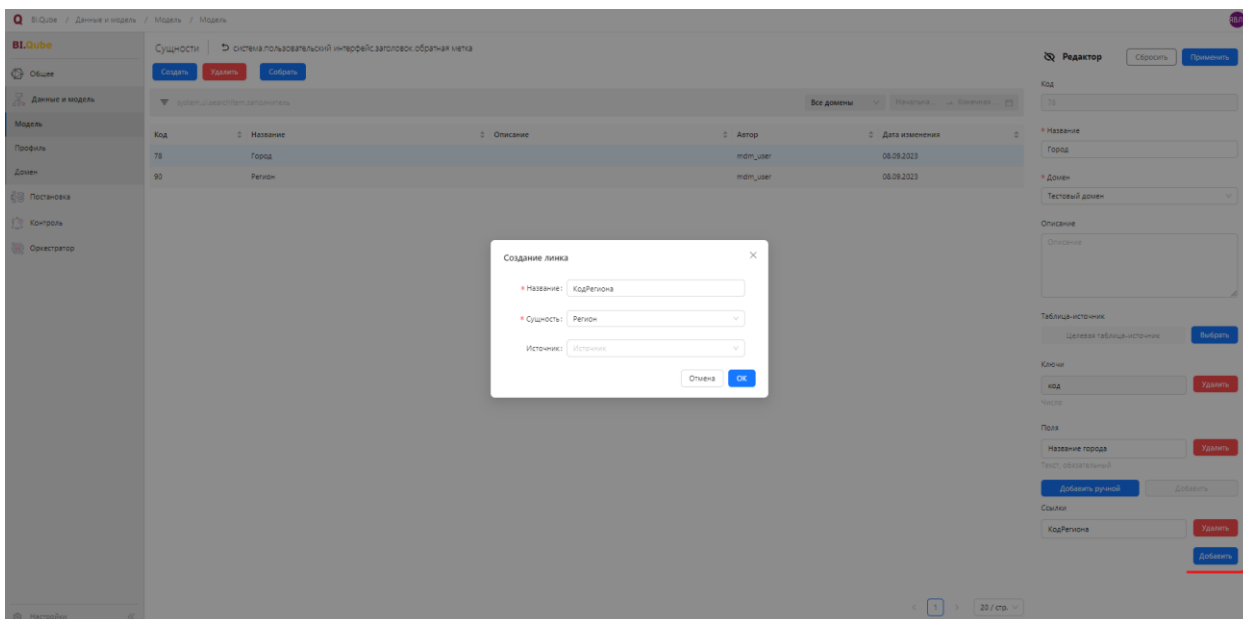 BI.Qube / Данные и модель / Модель / Модель
BI.Qube
Общее
Данные и модель
Модель
Профиль
Домен
Постановка
Контроль
Оркестратор
Настройки
Сущности
система.пользовательский интерфейс.заголовок.обратная метка
Создать Удалить Собрать
Все домены
Код Название Описание Автор Дата изменения
78 Город mdm_user 08.09.2023
90 Регион mdm_user 08.09.2023
1 20 / стр.
Создание линка
* Название: КодРегиона
* Сущность: Регион
Источник: Источник
Отмена ОК
Редактор Сбросить Применить
Код
78
* Название
Город
* Домен
Тестовый домен
Описание
Описание
Таблица-источник
Целевая таблица-источник Выбрать
Ключи
код Удалить
Число
Поля
Название города Удалить
Текст, обязательный
Добавить ручной Добавить
Ссылки
КодРегиона Удалить
Добавить